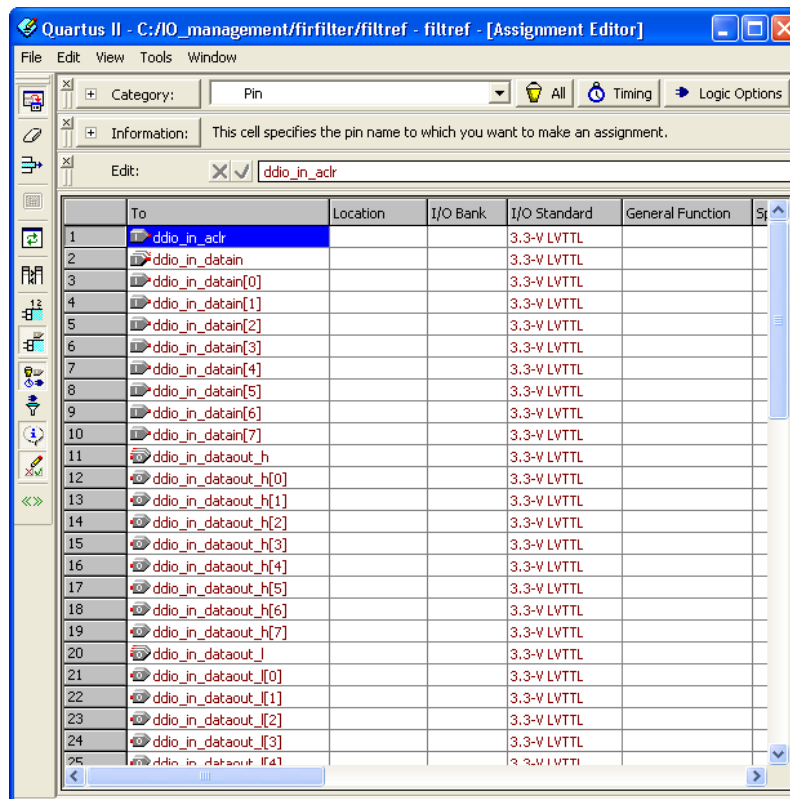 Quartus II - C:/IO_management/firfilter/filtref - filtref - [Assignment Editor]
File Edit View Tools Window
Category: Pin All Timing Logic Options
Information: This cell specifies the pin name to which you want to make an assignment.
Edit: ddio_in_aclr
To Location I/O Bank I/O Standard General Function Sp
1 ddio_in_aclr 3.3-V LVTTL
2 ddio_in_datain 3.3-V LVTTL
3 ddio_in_datain[0] 3.3-V LVTTL
4 ddio_in_datain[1] 3.3-V LVTTL
5 ddio_in_datain[2] 3.3-V LVTTL
6 ddio_in_datain[3] 3.3-V LVTTL
7 ddio_in_datain[4] 3.3-V LVTTL
8 ddio_in_datain[5] 3.3-V LVTTL
9 ddio_in_datain[6] 3.3-V LVTTL
10 ddio_in_datain[7] 3.3-V LVTTL
11 ddio_in_dataout_h 3.3-V LVTTL
12 ddio_in_dataout_h[0] 3.3-V LVTTL
13 ddio_in_dataout_h[1] 3.3-V LVTTL
14 ddio_in_dataout_h[2] 3.3-V LVTTL
15 ddio_in_dataout_h[3] 3.3-V LVTTL
16 ddio_in_dataout_h[4] 3.3-V LVTTL
17 ddio_in_dataout_h[5] 3.3-V LVTTL
18 ddio_in_dataout_h[6] 3.3-V LVTTL
19 ddio_in_dataout_h[7] 3.3-V LVTTL
20 ddio_in_dataout_l 3.3-V LVTTL
21 ddio_in_dataout_l[0] 3.3-V LVTTL
22 ddio_in_dataout_l[1] 3.3-V LVTTL
23 ddio_in_dataout_l[2] 3.3-V LVTTL
24 ddio_in_dataout_l[3] 3.3-V LVTTL
25 ddio_in_dataout_l[4] 3.3-V LVTTL